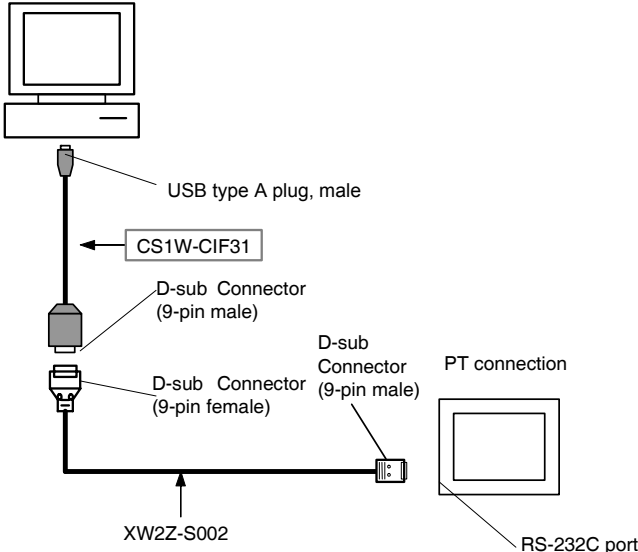 USB type A plug, male
CS1W-CIF31
D-sub Connector
(9-pin male)
D-sub Connector
(9-pin female)
D-sub
Connector
(9-pin male)
PT connection
XW2Z-S002
RS-232C port